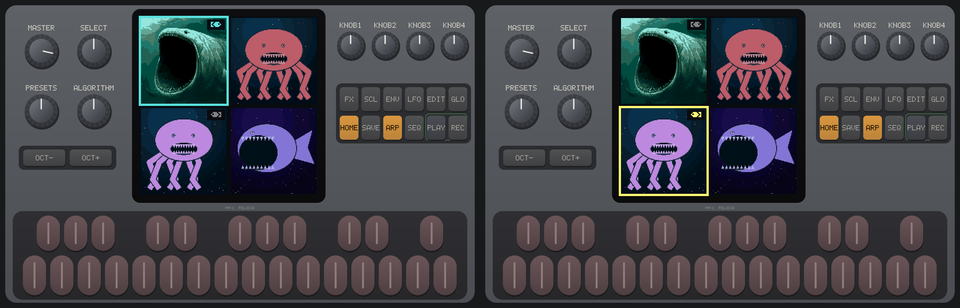 MASTER SELECT KNOB1 KNOB2 KNOB3 KNOB4
PRESETS ALGORITHM
FX SCL ENV LFO EDIT GLO
HOME SAVE ARP SEQ PLAY REC
OCT- OCT+
MASTER SELECT KNOB1 KNOB2 KNOB3 KNOB4
PRESETS ALGORITHM
FX SCL ENV LFO EDIT GLO
HOME SAVE ARP SEQ PLAY REC
OCT- OCT+